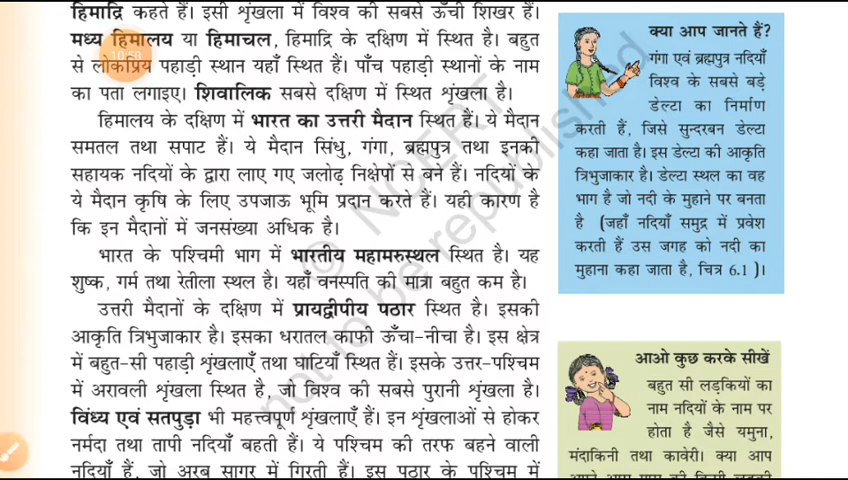 हिमाद्रि कहते हैं। इसी शृंखला में विश्व की सबसे ऊँची शिखर हैं।
मध्य हिमालय या हिमाचल, हिमाद्रि के दक्षिण में स्थित है। बहुत
से लोकप्रिय पहाड़ी स्थान यहाँ स्थित हैं। पाँच पहाड़ी स्थानों के नाम
का पता लगाइए। शिवालिक सबसे दक्षिण में स्थित शृंखला है।
हिमालय के दक्षिण में भारत का उत्तरी मैदान स्थित हैं। ये मैदान
समतल तथा सपाट हैं। ये मैदान सिंधु, गंगा, ब्रह्मपुत्र तथा इनकी
सहायक नदियों के द्वारा लाए गए जलोढ़ निक्षेपों से बने हैं। नदियों के
ये मैदान कृषि के लिए उपजाऊ भूमि प्रदान करते हैं। यही कारण है
कि इन मैदानों में जनसंख्या अधिक है।
भारत के पश्चिमी भाग में भारतीय महामरुस्थल स्थित है। यह
शुष्क, गर्म तथा रेतीला स्थल है। यहाँ वनस्पति की मात्रा बहुत कम है।
उत्तरी मैदानों के दक्षिण में प्रायद्वीपीय पठार स्थित है। इसकी
आकृति त्रिभुजाकार है। इसका धरातल काफी ऊँचा-नीचा है। इस क्षेत्र
में बहुत-सी पहाड़ी शृंखलाएँ तथा घाटियाँ स्थित हैं। इसके उत्तर-पश्चिम
में अरावली शृंखला स्थित है, जो विश्व की सबसे पुरानी शृंखला है।
विंध्य एवं सतपुड़ा भी महत्त्वपूर्ण शृंखलाएँ हैं। इन शृंखलाओं से होकर
नर्मदा तथा तापी नदियाँ बहती हैं। ये पश्चिम की तरफ बहने वाली
नदियाँ हैं, जो अरब सागर में गिरती हैं। इस पठार के पश्चिम में
क्या आप जानते हैं?
गंगा एवं ब्रह्मपुत्र नदियाँ
विश्व के सबसे बड़े
डेल्टा का निर्माण
करती हैं, जिसे सुन्दरबन डेल्टा
कहा जाता है। इस डेल्टा की आकृति
त्रिभुजाकार है। डेल्टा स्थल का वह
भाग है जो नदी के मुहाने पर बनता
है (जहाँ नदियाँ समुद्र में प्रवेश
करती हैं उस जगह को नदी का
मुहाना कहा जाता है, चित्र 6.1 )।
आओ कुछ करके सीखें
बहुत सी लड़कियों का
नाम नदियों के नाम पर
होता है जैसे यमुना,
मंदाकिनी तथा कावेरी। क्या आप
© NCERT
not to be republished
10:50